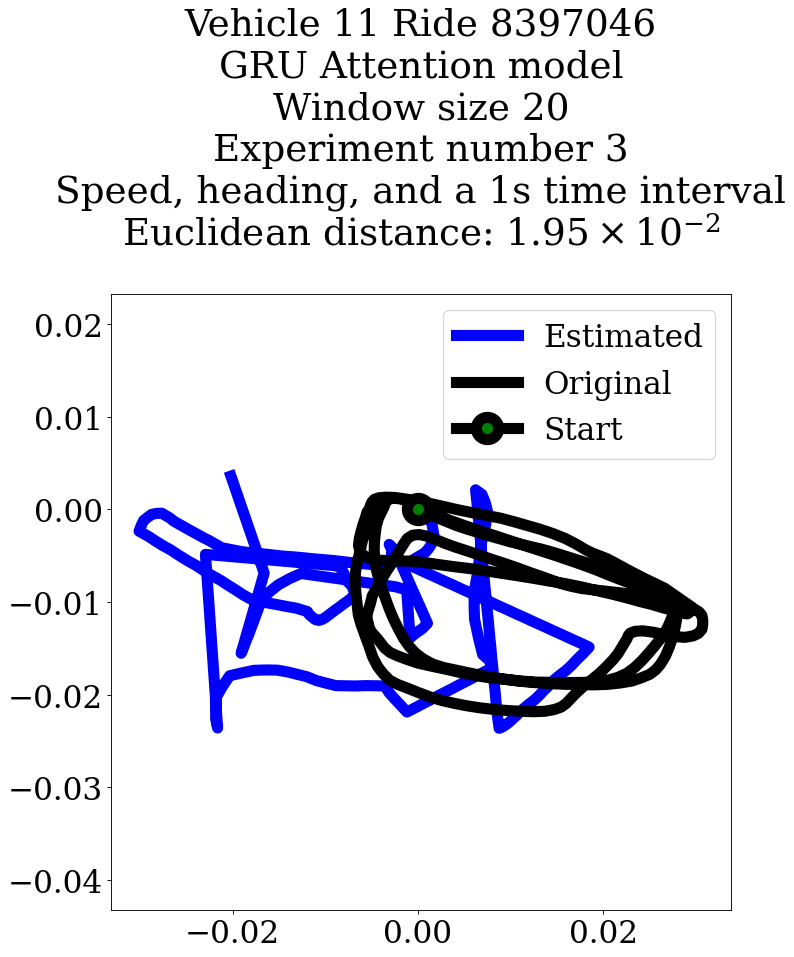 Vehicle 11 Ride 8397046
GRU Attention model
Window size 20
Experiment number 3
Speed, heading, and a 1s time interval
Euclidean distance: 1.95 × 10⁻²
Estimated
Original
Start
0.02
0.01
0.00
−0.01
−0.02
−0.03
−0.04
−0.02
0.00
0.02